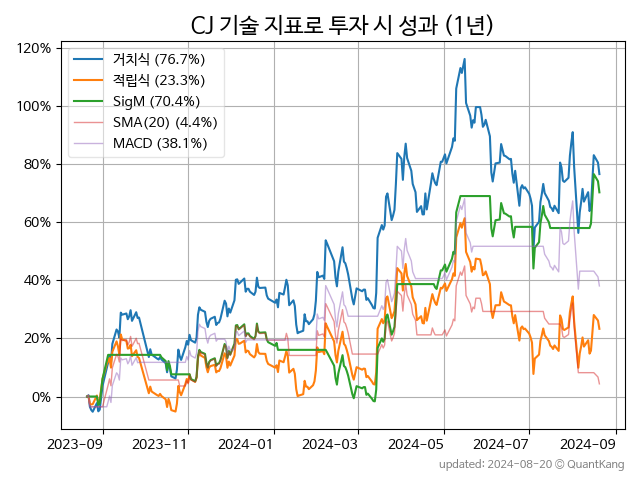 CJ 기술 지표로 투자 시 성과 (1년)
120%
100%
80%
60%
40%
20%
0%
거치식 (76.7%)
적립식 (23.3%)
SigM (70.4%)
SMA(20) (4.4%)
MACD (38.1%)
2023-09
2023-11
2024-01
2024-03
2024-05
2024-07
2024-09
updated: 2024-08-20 © QuantKang